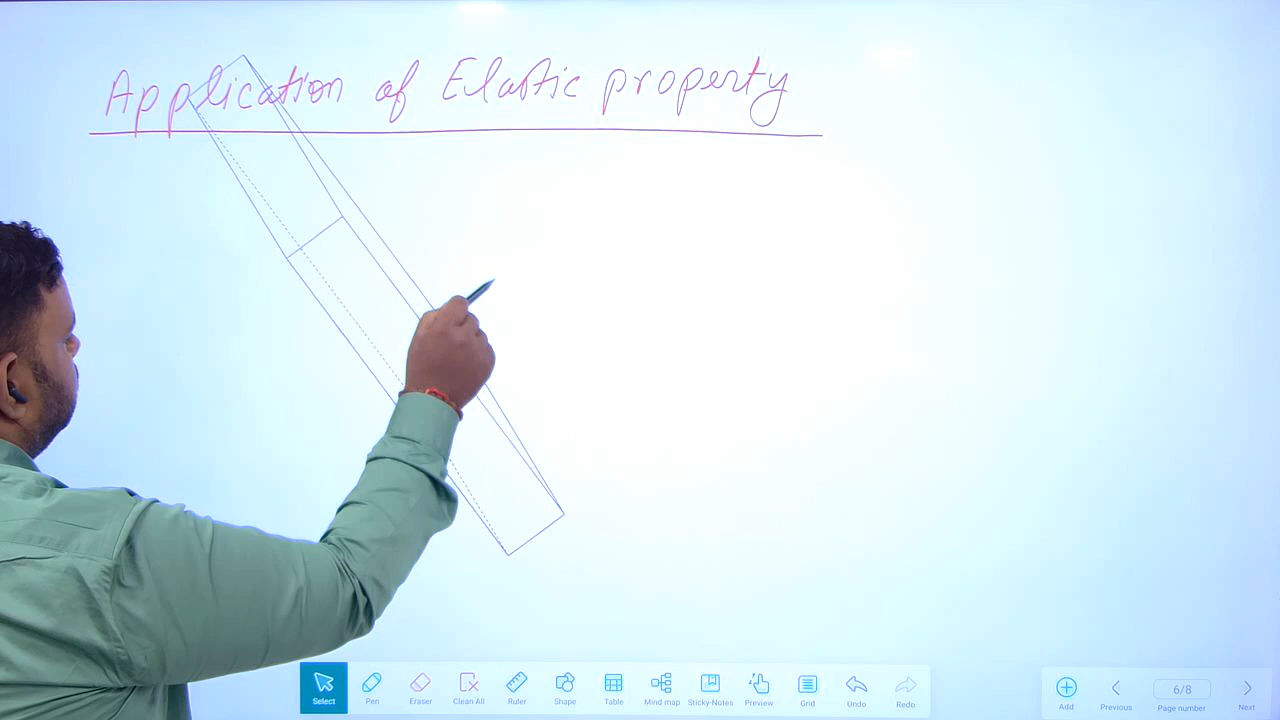 Application of Elastic property
Select Pen Eraser Clean All Ruler Shape Table Mind map Sticky-Notes Preview Grid Undo Redo
Add Previous 6/8 Page number Next